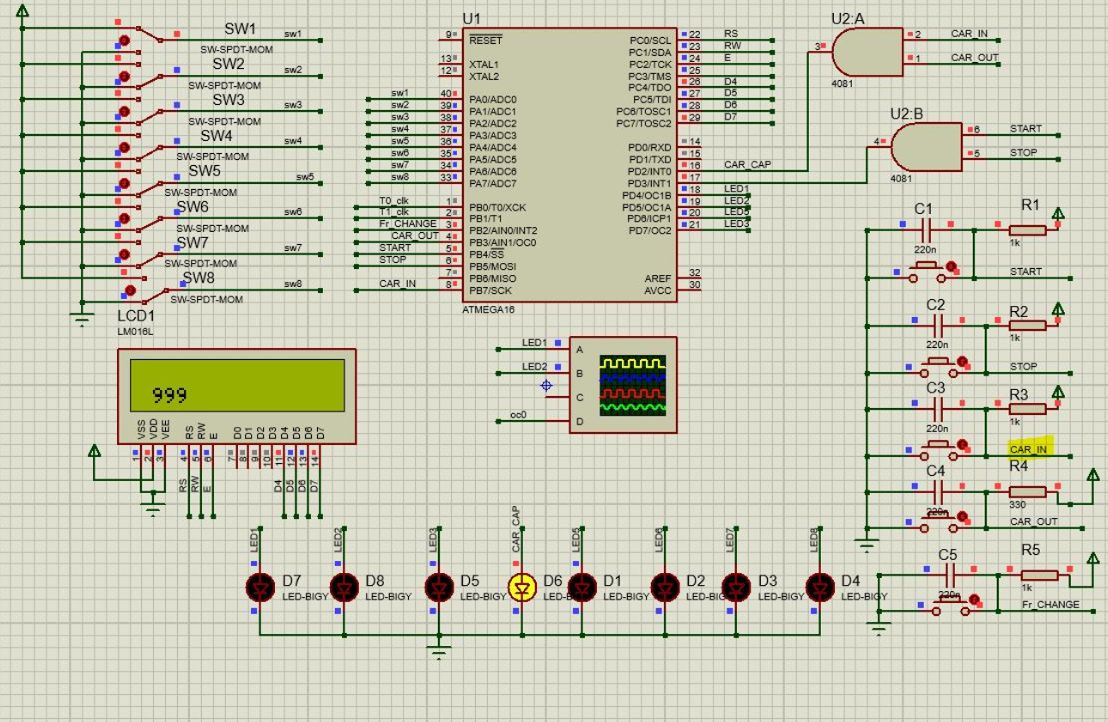 SW1
sw1
SW-SPDT-MOM
SW2
sw2
SW-SPDT-MOM
SW3
sw3
SW-SPDT-MOM
SW4
sw4
SW-SPDT-MOM
SW5
sw5
SW-SPDT-MOM
SW6
sw6
SW-SPDT-MOM
SW7
sw7
SW-SPDT-MOM
SW8
sw8
SW-SPDT-MOM
U1
9 RESET
13 XTAL1
12 XTAL2
sw1 40 PA0/ADC0
sw2 39 PA1/ADC1
sw3 38 PA2/ADC2
sw4 37 PA3/ADC3
sw5 36 PA4/ADC4
sw6 35 PA5/ADC5
sw7 34 PA6/ADC6
sw8 33 PA7/ADC7
T0_clk 1 PB0/T0/XCK
T1_clk 2 PB1/T1
Fr_CHANGE 3 PB2/AIN0/INT2
CAR_OUT 4 PB3/AIN1/OC0
START 5 PB4/SS
STOP 6 PB5/MOSI
7 PB6/MISO
CAR_IN 8 PB7/SCK
ATMEGA16
PC0/SCL 22 RS
PC1/SDA 23 RW
PC2/TCK 24 E
PC3/TMS 25
PC4/TDO 26 D4
PC5/TDI 27 D5
PC6/TOSC1 28 D6
PC7/TOSC2 29 D7
PD0/RXD 14
PD1/TXD 15
PD2/INT0 16 CAR_CAP
PD3/INT1 17
PD4/OC1B 18 LED1
PD5/OC1A 19 LED2
PD6/ICP1 20 LED5
PD7/OC2 21 LED3
AREF 32
AVCC 30
U2:A
3
2 CAR_IN
1 CAR_OUT
4081
U2:B
4
6 START
5 STOP
4081
C1
R1
220n
1k
START
C2
R2
220n
1k
STOP
C3
R3
220n
1k
CAR_IN
C4
R4
220n
330
CAR_OUT
C5
R5
220n
1k
Fr_CHANGE
LCD1
LM016L
999
VSS VDD VEE RS RW E D0 D1 D2 D3 D4 D5 D6 D7
1 2 3 4 5 6 7 8 9 10 11 12 13 14
RS RW E D4 D5 D6 D7
LED1 A
LED2 B
C
oc0 D
LED1 LED2 LED3 CAR_CAP LED5 LED6 LED7 LED8
D7 D8 D5 D6 D1 D2 D3 D4
LED-BIGY LED-BIGY LED-BIGY LED-BIGY LED-BIGY LED-BIGY LED-BIGY LED-BIGY